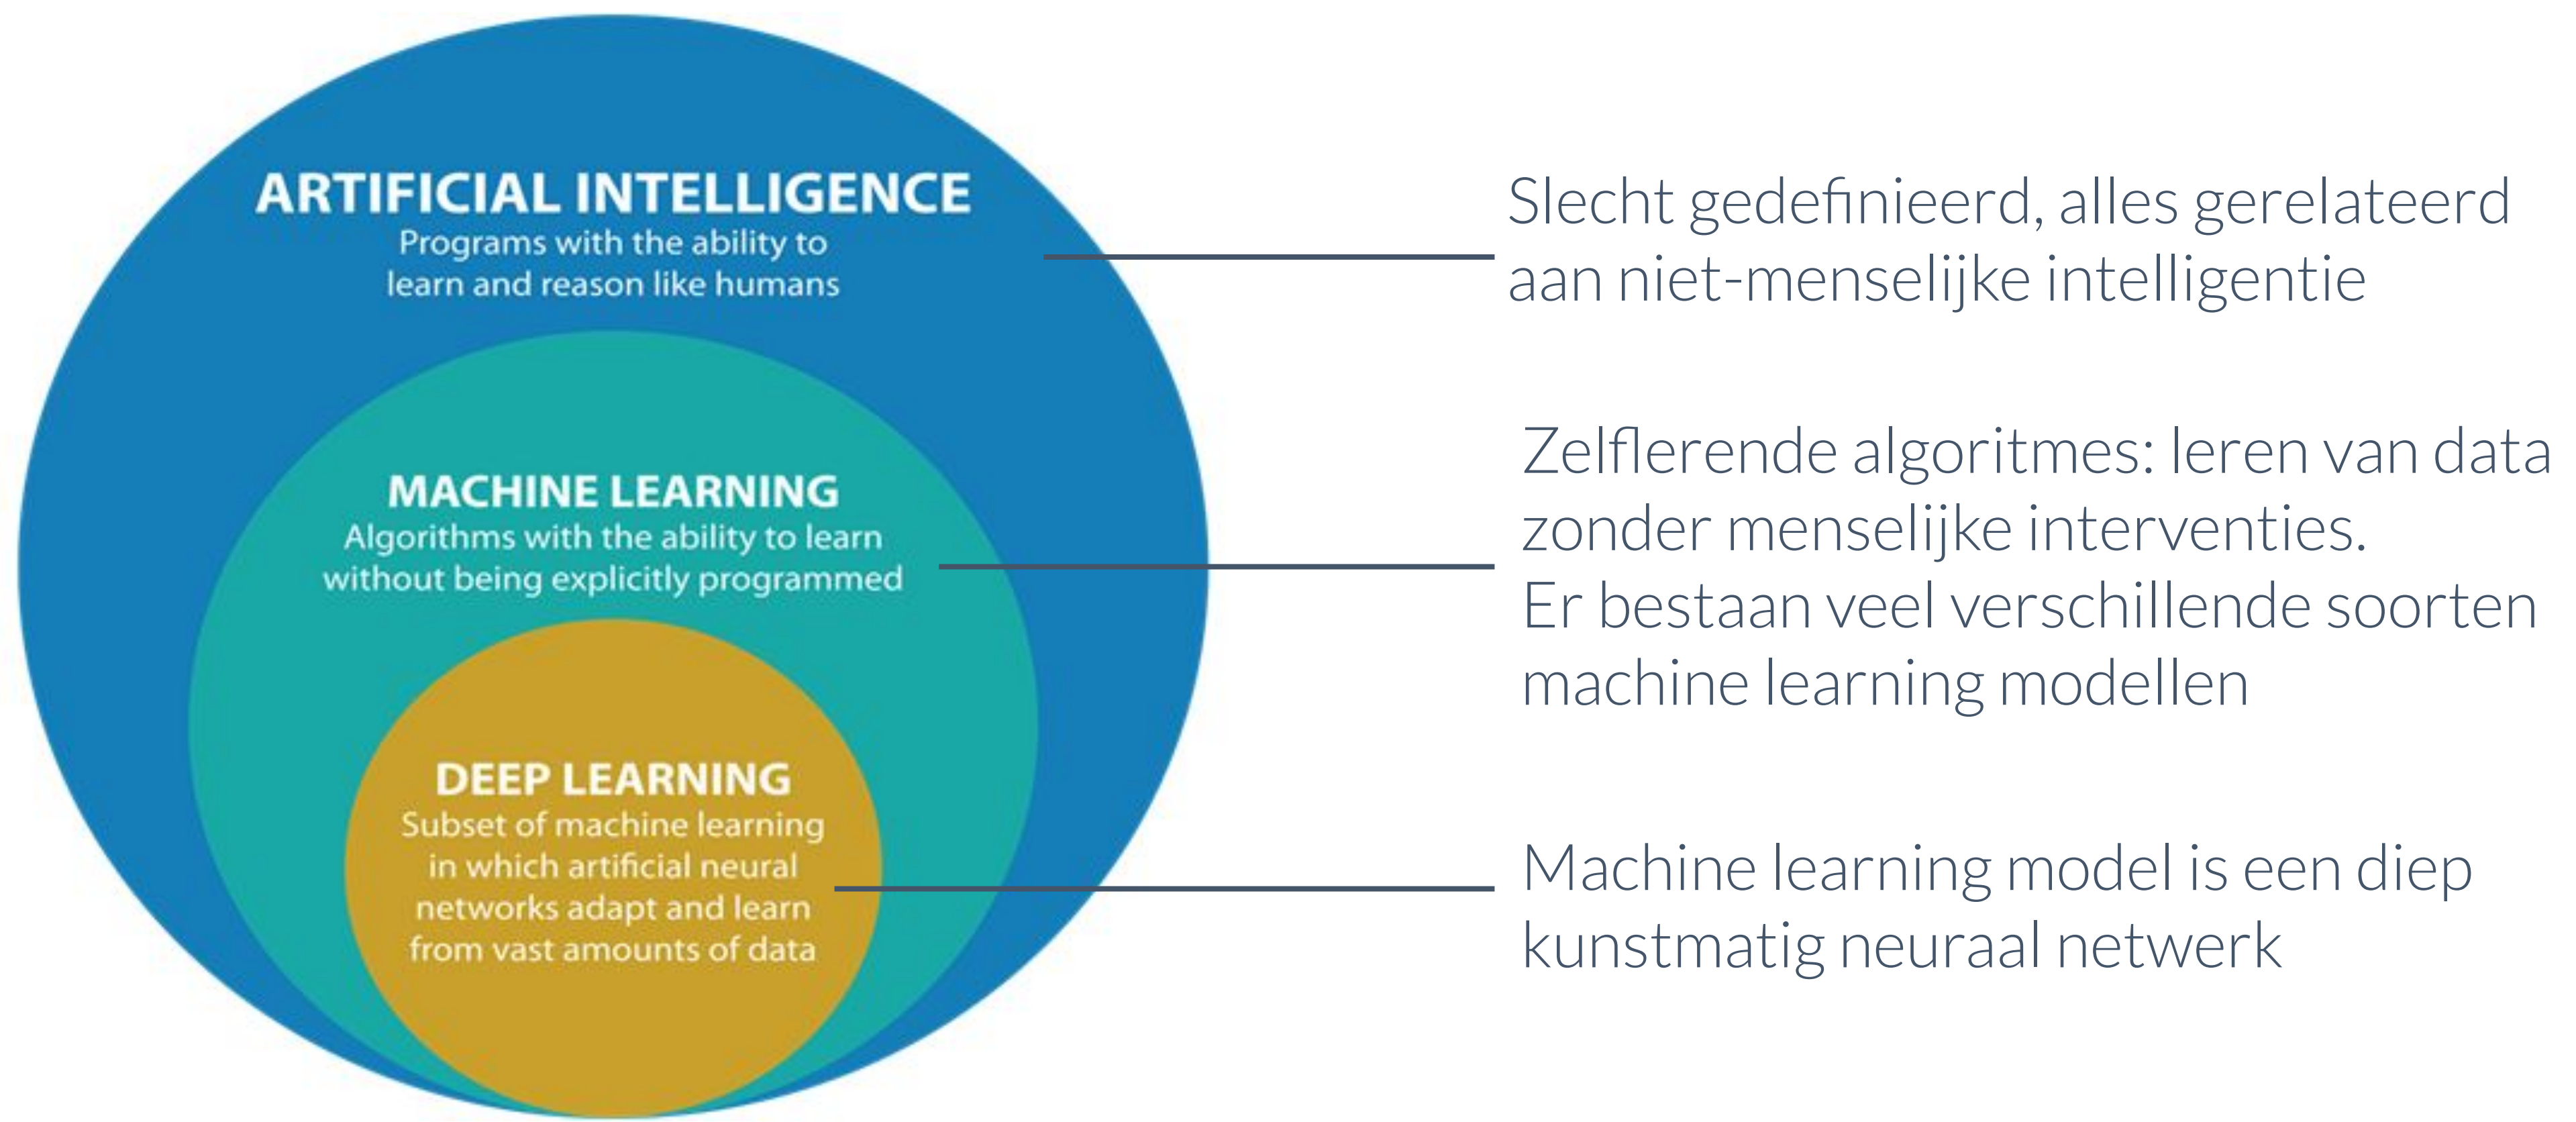 ARTIFICIAL INTELLIGENCE
Programs with the ability to
learn and reason like humans
Slecht gedefinieerd, alles gerelateerd
aan niet-menselijke intelligentie
MACHINE LEARNING
Algorithms with the ability to learn
without being explicitly programmed
Zelflerende algoritmes: leren van data
zonder menselijke interventies.
Er bestaan veel verschillende soorten
machine learning modellen
DEEP LEARNING
Subset of machine learning
in which artificial neural
networks adapt and learn
from vast amounts of data
Machine learning model is een diep
kunstmatig neuraal netwerk